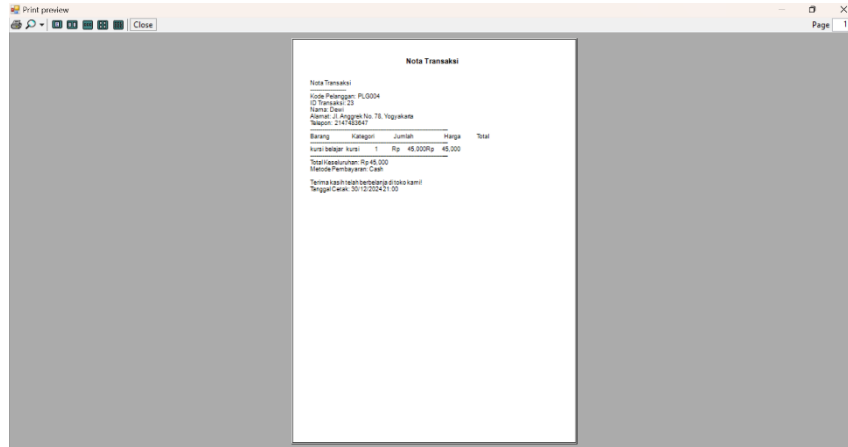 Print preview
Close
Page 1
Nota Transaksi
Nota Transaksi
--------------------
Kode Pelanggan: PLG004
ID Transaksi: 23
Nama: Dewi
Alamat: Jl. Anggrek No. 78, Yogyakarta
Telepon: 2147483647
Barang Kategori Jumlah Harga Total
kursi belajar kursi 1 Rp 45,000Rp 45,000
Total Keseluruhan: Rp 45,000
Metode Pembayaran: Cash
Terima kasih telah berbelanja di toko kami!
Tanggal Cetak: 30/12/2024 21:00